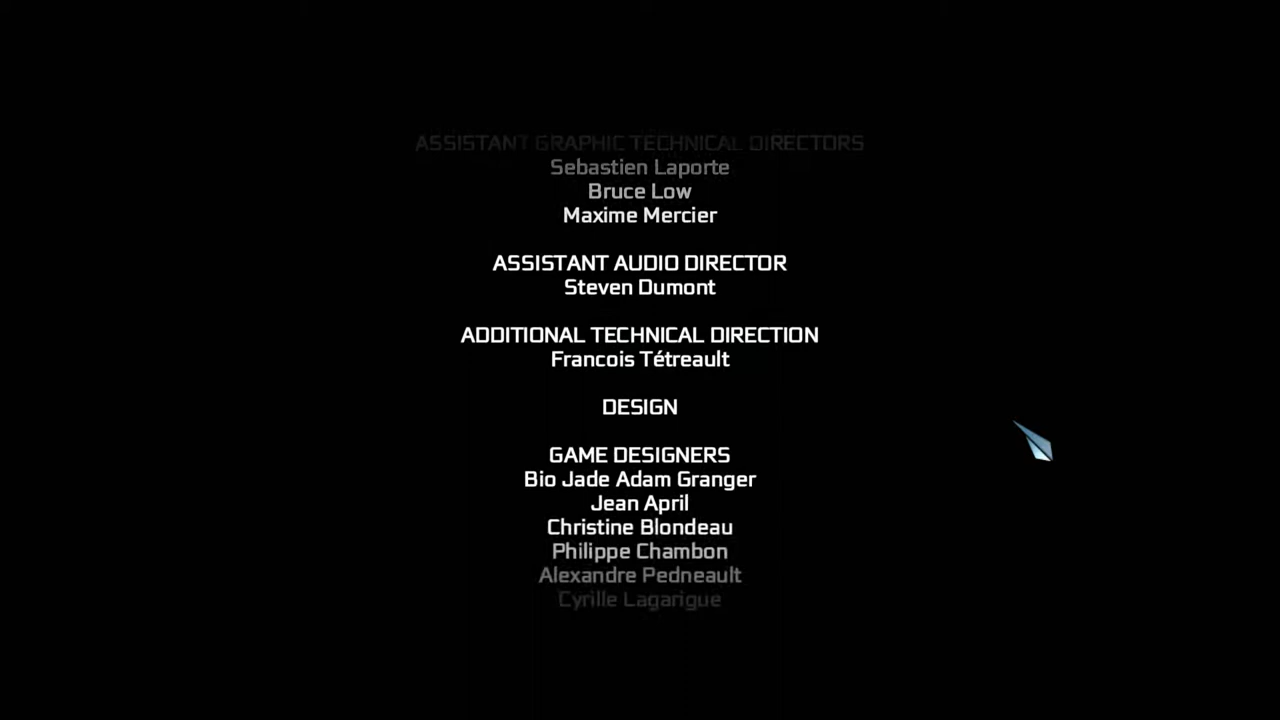 ASSISTANT GRAPHIC TECHNICAL DIRECTORS
Sebastien Laporte
Bruce Low
Maxime Mercier
ASSISTANT AUDIO DIRECTOR
Steven Dumont
ADDITIONAL TECHNICAL DIRECTION
Francois Tétreault
DESIGN
GAME DESIGNERS
Bio Jade Adam Granger
Jean April
Christine Blondeau
Philippe Chambon
Alexandre Pedneault
Cyrille Lagarigue